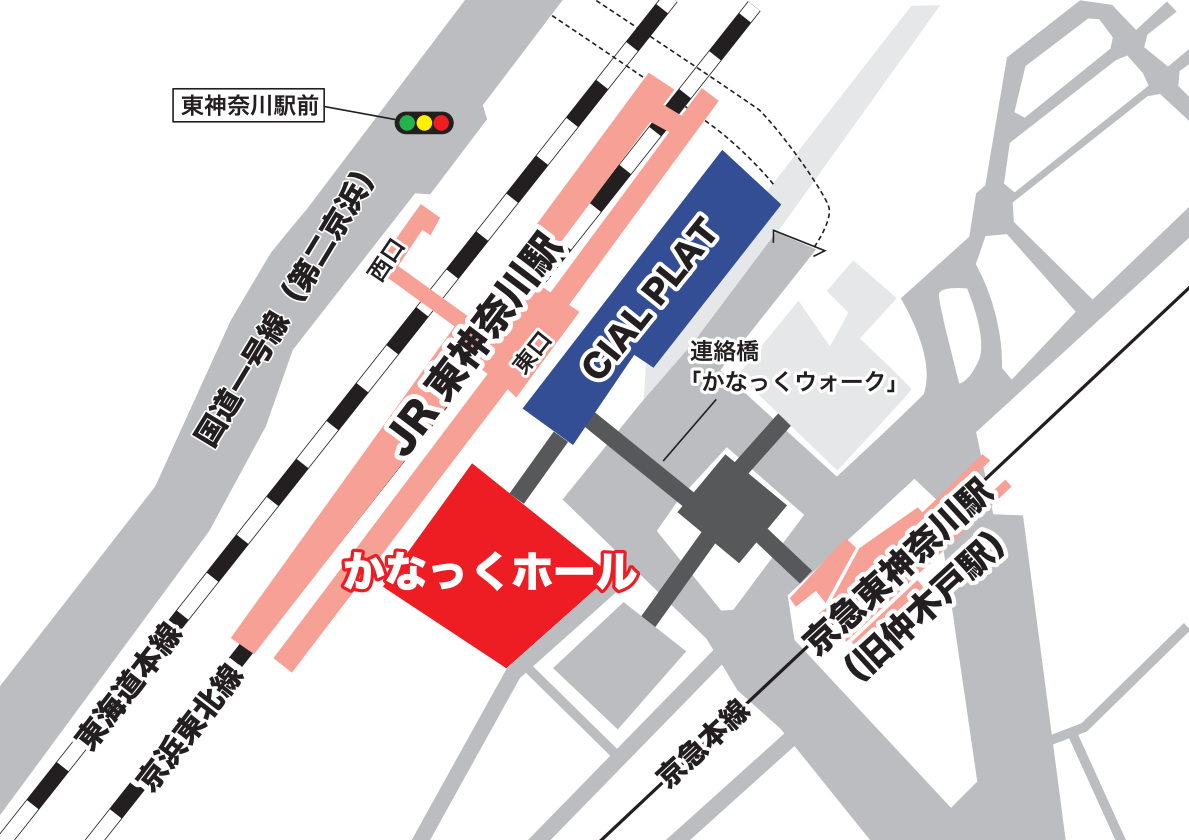 東神奈川駅前
国道一号線（第二京浜）
西口
JR 東神奈川駅
東口
CIAL PLAT
連絡橋
「かなっくウォーク」
かなっくホール
京急東神奈川駅
(旧仲木戸駅)
東海道本線
京浜東北線
京急本線